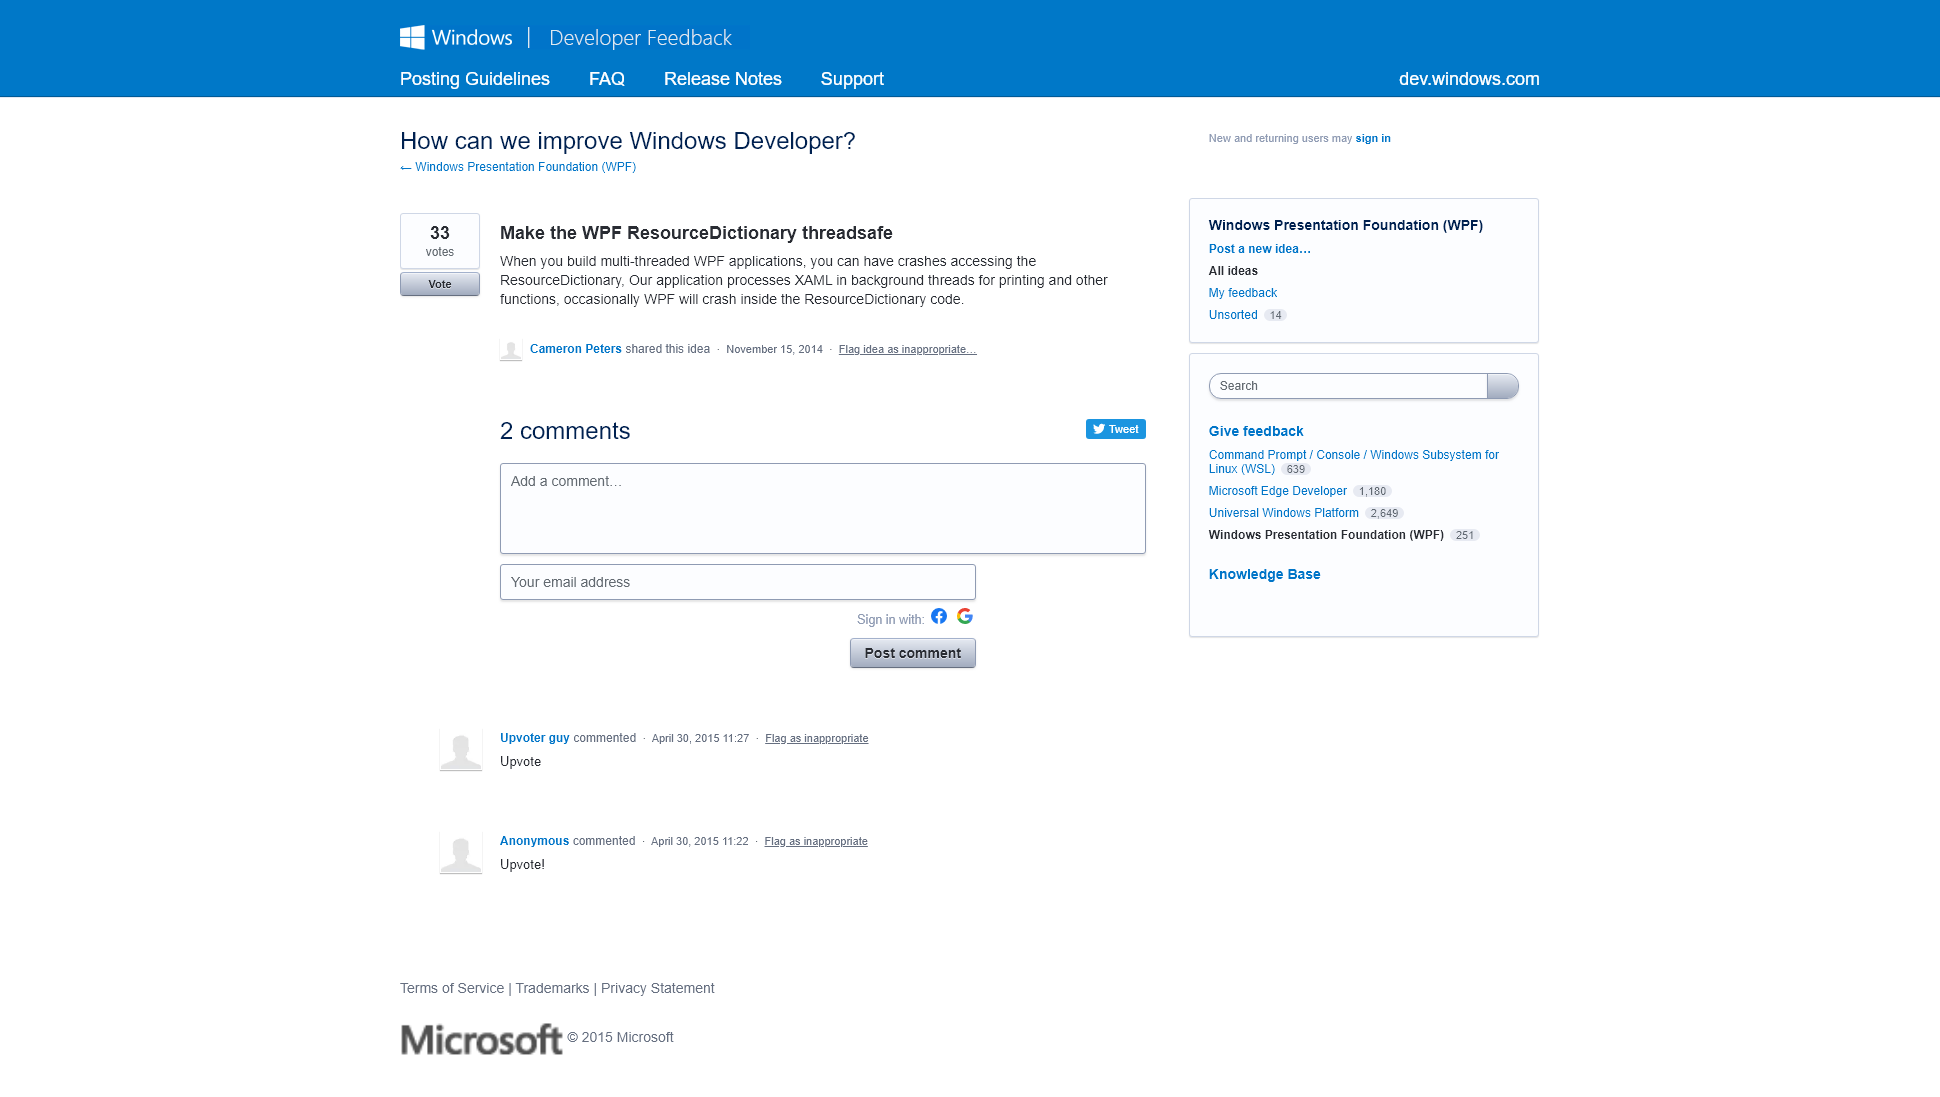 Windows | Developer Feedback
Posting Guidelines FAQ Release Notes Support dev.windows.com
How can we improve Windows Developer?
← Windows Presentation Foundation (WPF)
New and returning users may sign in
33
votes
Vote
Make the WPF ResourceDictionary threadsafe
When you build multi-threaded WPF applications, you can have crashes accessing the
ResourceDictionary, Our application processes XAML in background threads for printing and other
functions, occasionally WPF will crash inside the ResourceDictionary code.
Cameron Peters shared this idea · November 15, 2014 · Flag idea as inappropriate…
2 comments
Tweet
Add a comment…
Your email address
Sign in with:
Post comment
Upvoter guy commented · April 30, 2015 11:27 · Flag as inappropriate
Upvote
Anonymous commented · April 30, 2015 11:22 · Flag as inappropriate
Upvote!
Windows Presentation Foundation (WPF)
Post a new idea…
All ideas
My feedback
Unsorted 14
Search
Give feedback
Command Prompt / Console / Windows Subsystem for
Linux (WSL) 639
Microsoft Edge Developer 1,180
Universal Windows Platform 2,649
Windows Presentation Foundation (WPF) 251
Knowledge Base
Terms of Service | Trademarks | Privacy Statement
Microsoft © 2015 Microsoft